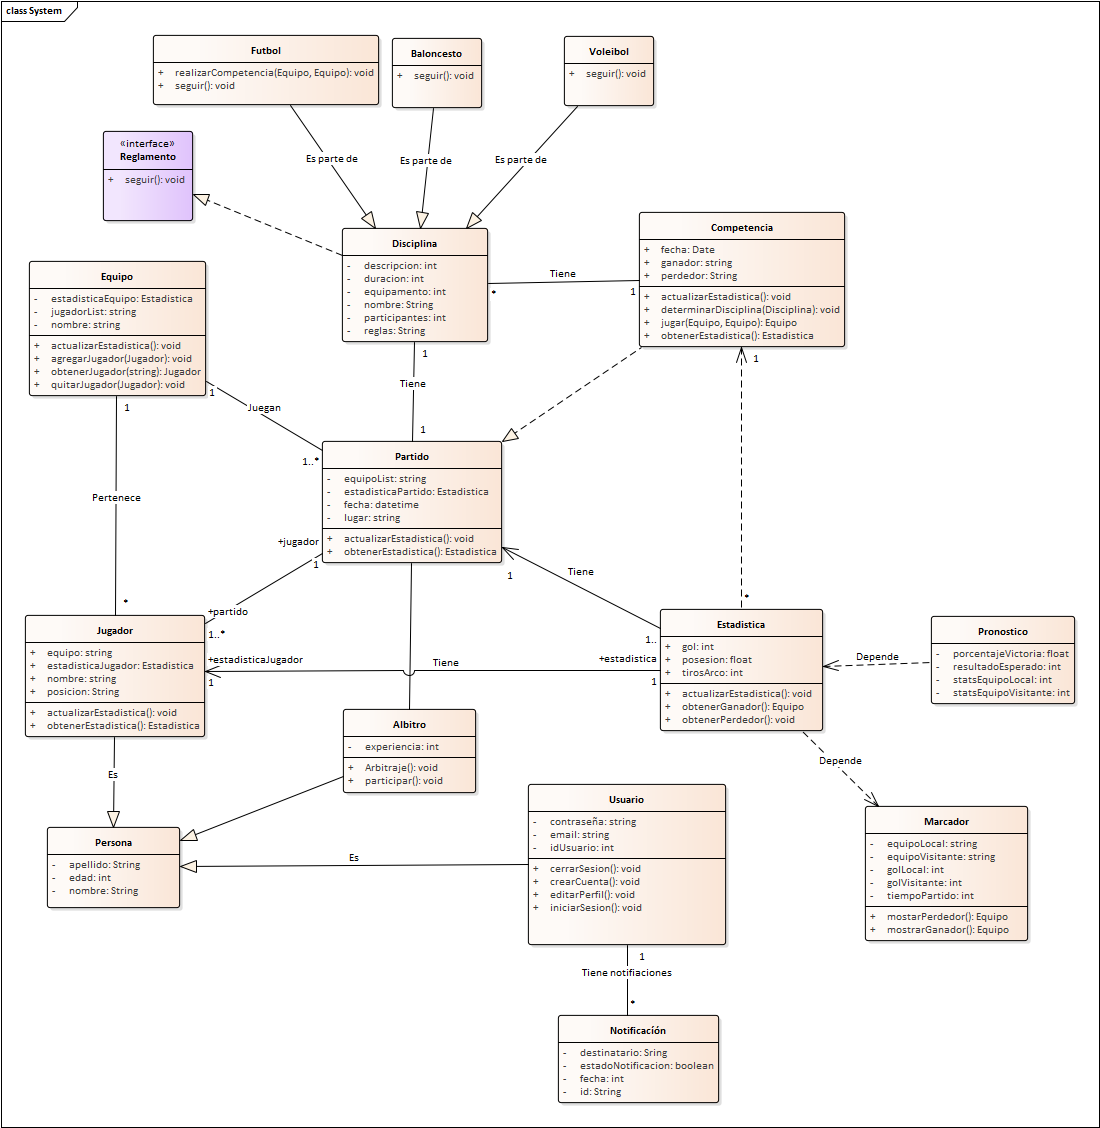 class System
Futbol
+ realizarCompetencia(Equipo, Equipo): void
+ seguir(): void
Baloncesto
+ seguir(): void
Voleibol
+ seguir(): void
«interface»
Reglamento
+ seguir(): void
Es parte de
Es parte de
Es parte de
Disciplina
- descripcion: int
- duracion: int
- equipamento: int
- nombre: String
- participantes: int
- reglas: String
Tiene
*
1
Competencia
+ fecha: Date
+ ganador: string
+ perdedor: String
+ actualizarEstadistica(): void
+ determinarDisciplina(Disciplina): void
+ jugar(Equipo, Equipo): Equipo
+ obtenerEstadistica(): Estadistica
Equipo
- estadisticaEquipo: Estadistica
- jugadorList: string
- nombre: string
+ actualizarEstadistica(): void
+ agregarJugador(Jugador): void
+ obtenerJugador(string): Jugador
+ quitarJugador(Jugador): void
1
Tiene
1
1
Juegan
1..*
1
Pertenece
*
1
Partido
- equipoList: string
- estadisticaPartido: Estadistica
- fecha: datetime
- lugar: string
+ actualizarEstadistica(): void
+ obtenerEstadistica(): Estadistica
+jugador
1
+partido
1..*
1
Tiene
1..
*
Jugador
+ equipo: string
+ estadisticaJugador: Estadistica
+ nombre: string
+ posicion: String
+ actualizarEstadistica(): void
+ obtenerEstadistica(): Estadistica
+estadisticaJugador
1
Tiene
+estadistica
1
Estadistica
+ gol: int
+ posesion: float
+ tirosArco: int
+ actualizarEstadistica(): void
+ obtenerGanador(): Equipo
+ obtenerPerdedor(): void
Depende
Pronostico
- porcentajeVictoria: float
- resultadoEsperado: int
- statsEquipoLocal: int
- statsEquipoVisitante: int
Albitro
- experiencia: int
+ Arbitraje(): void
+ participar(): void
Es
Depende
Persona
- apellido: String
- edad: int
- nombre: String
Es
Usuario
- contraseña: string
- email: string
- idUsuario: int
+ cerrarSesion(): void
+ crearCuenta(): void
+ editarPerfil(): void
+ iniciarSesion(): void
Marcador
- equipoLocal: string
- equipoVisitante: string
- golLocal: int
- golVisitante: int
- tiempoPartido: int
+ mostarPerdedor(): Equipo
+ mostrarGanador(): Equipo
1
Tiene notifiaciones
*
Notificacíón
- destinatario: Sring
- estadoNotificacion: boolean
- fecha: int
- id: String